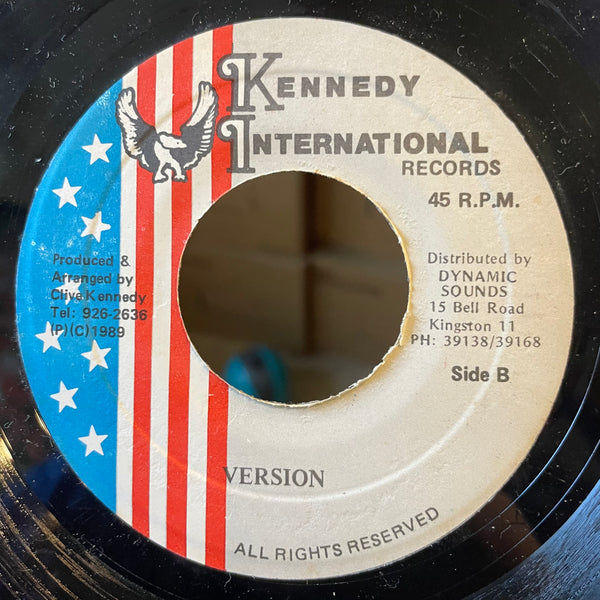 KENNEDY
INTERNATIONAL
RECORDS
45 R.P.M.
Produced &
Arranged by
Clive Kennedy
Tel: 926-2636
(P)(C)1989
Distributed by
DYNAMIC
SOUNDS
15 Bell Road
Kingston 11
PH: 39138/39168
Side B
VERSION
ALL RIGHTS RESERVED